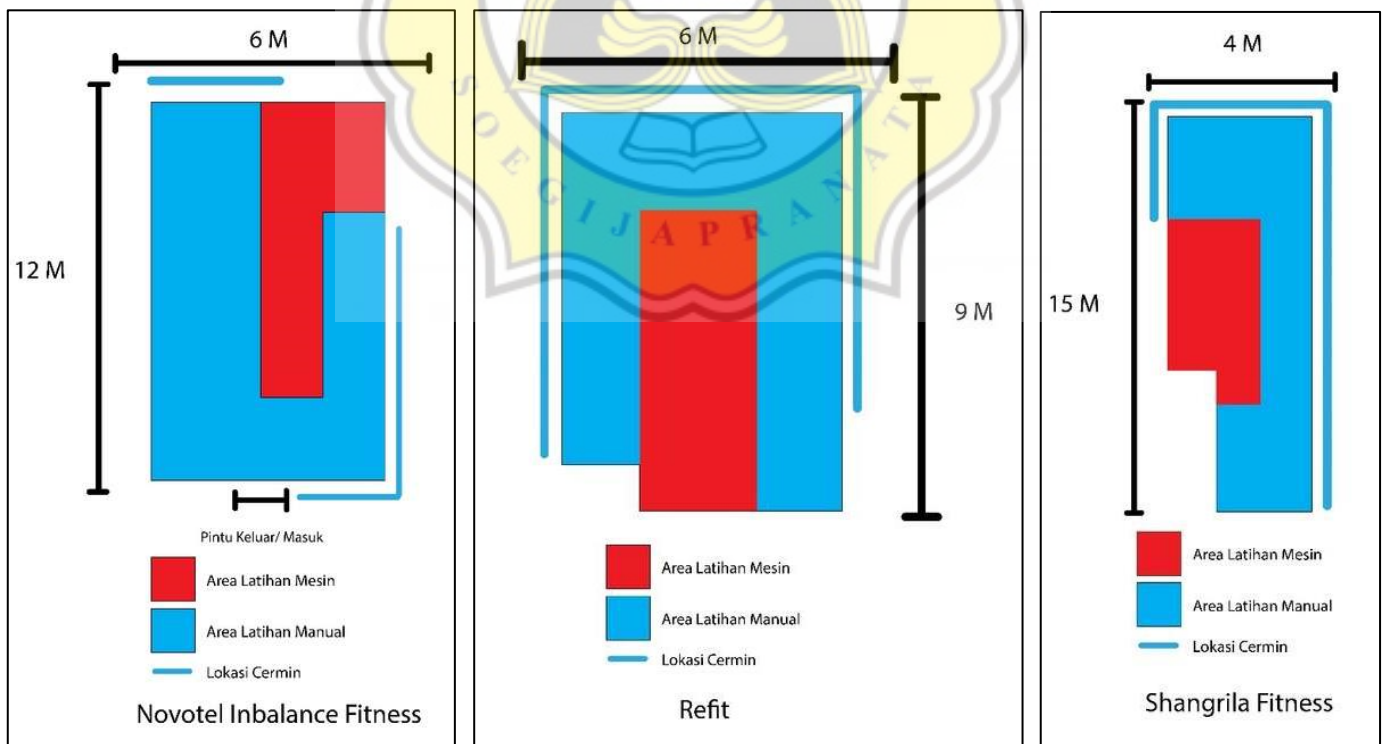 6 M
12 M
Pintu Keluar/ Masuk
Area Latihan Mesin
Area Latihan Manual
Lokasi Cermin
Novotel Inbalance Fitness
6 M
SOEGIJAPRANATA
9 M
Area Latihan Mesin
Area Latihan Manual
Lokasi Cermin
Refit
4 M
15 M
Area Latihan Mesin
Area Latihan Manual
Lokasi Cermin
Shangrila Fitness